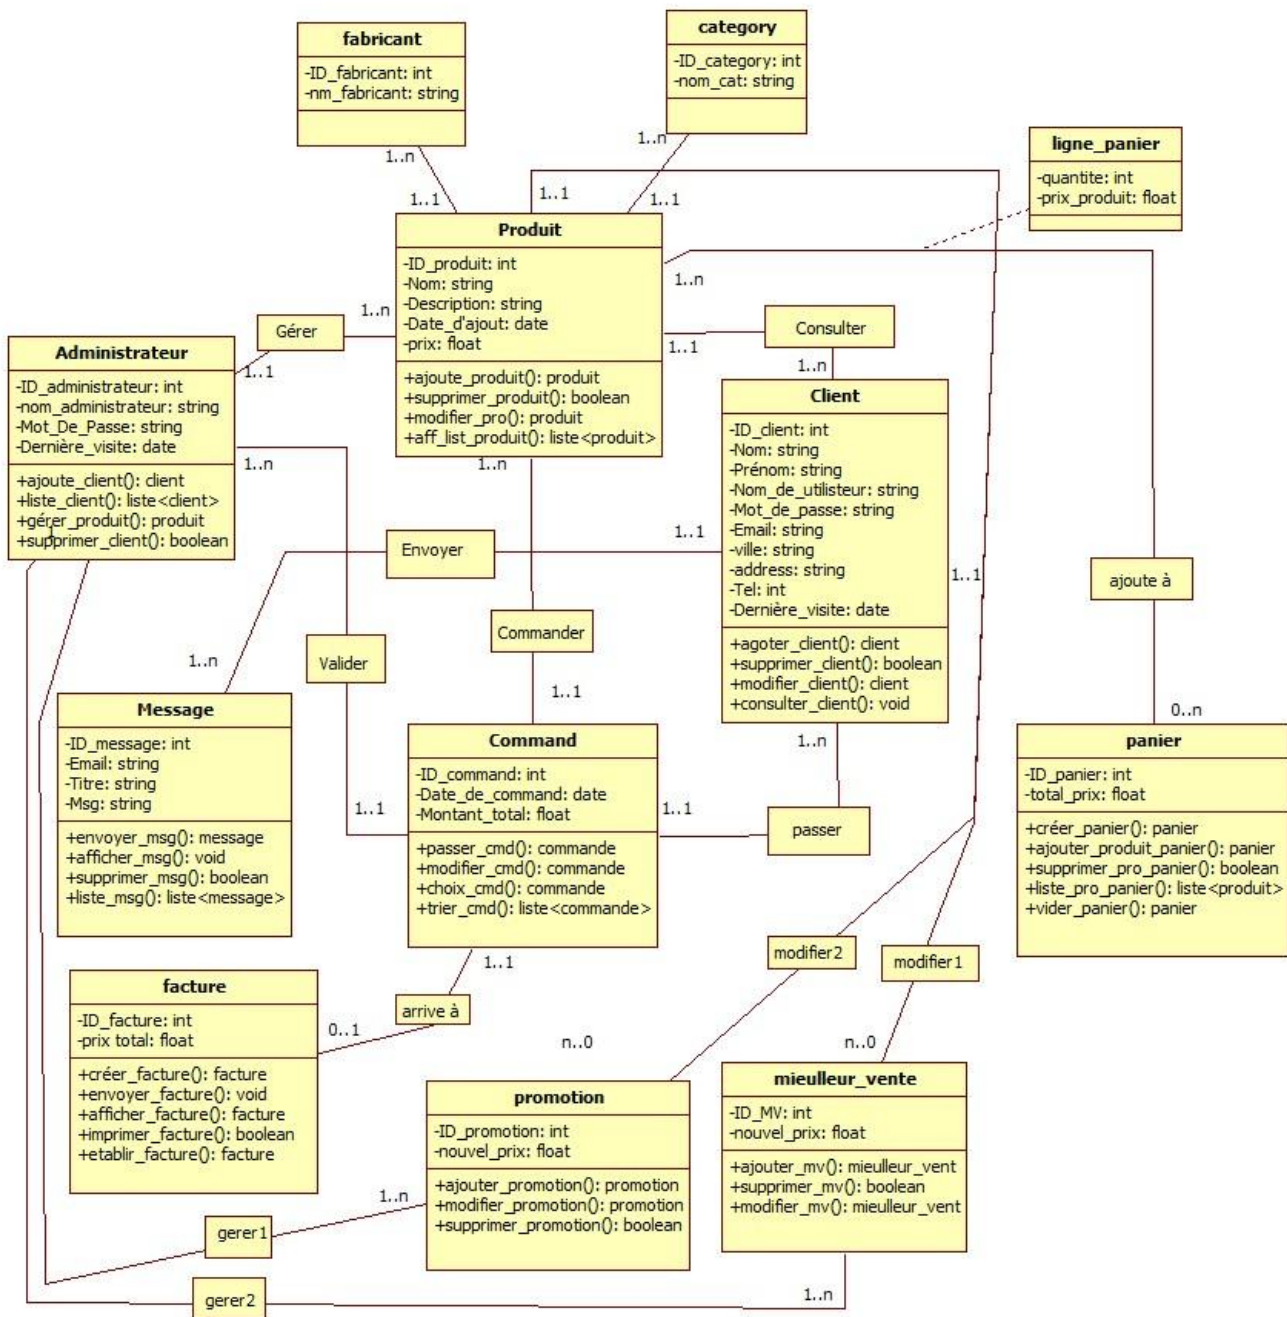 fabricant
-ID_fabricant: int
-nm_fabricant: string
category
-ID_category: int
-nom_cat: string
ligne_panier
-quantite: int
-prix_produit: float
1..n
1..n
1..1
1..1
1..1
Produit
-ID_produit: int
-Nom: string
-Description: string
-Date_d'ajout: date
-prix: float
+ajoute_produit(): produit
+supprimer_produit(): boolean
+modifier_pro(): produit
+aff_list_produit(): liste<produit>
1..n
1..n
Gérer
1..1
1..1
Consulter
1..n
Administrateur
-ID_administrateur: int
-nom_administrateur: string
-Mot_De_Passe: string
-Dernière_visite: date
+ajoute_client(): client
+liste_client(): liste<client>
+gérer_produit(): produit
+supprimer_client(): boolean
1
1..n
1..n
Client
-ID_client: int
-Nom: string
-Prénom: string
-Nom_de_utilisteur: string
-Mot_de_passe: string
-Email: string
-ville: string
-address: string
-Tel: int
-Dernière_visite: date
+agoter_client(): client
+supprimer_client(): boolean
+modifier_client(): client
+consulter_client(): void
Envoyer
1..1
1..1
ajoute à
Commander
Valider
1..n
1..1
1..n
0..n
Message
-ID_message: int
-Email: string
-Titre: string
-Msg: string
+envoyer_msg(): message
+afficher_msg(): void
+supprimer_msg(): boolean
+liste_msg(): liste<message>
Command
-ID_command: int
-Date_de_command: date
-Montant_total: float
+passer_cmd(): commande
+modifier_cmd(): commande
+choix_cmd(): commande
+trier_cmd(): liste<commande>
1..1
1..1
passer
panier
-ID_panier: int
-total_prix: float
+créer_panier(): panier
+ajouter_produit_panier(): panier
+supprimer_pro_panier(): boolean
+liste_pro_panier(): liste<produit>
+vider_panier(): panier
modifier2
modifier1
1..1
arrive à
0..1
facture
-ID_facture: int
-prix total: float
+créer_facture(): facture
+envoyer_facture(): void
+afficher_facture(): facture
+imprimer_facture(): boolean
+etablir_facture(): facture
n..0
n..0
promotion
-ID_promotion: int
-nouvel_prix: float
+ajouter_promotion(): promotion
+modifier_promotion(): promotion
+supprimer_promotion(): boolean
mieulleur_vente
-ID_MV: int
-nouvel_prix: float
+ajouter_mv(): mieulleur_vent
+supprimer_mv(): boolean
+modifier_mv(): mieulleur_vent
1..n
gerer1
gerer2
1..n